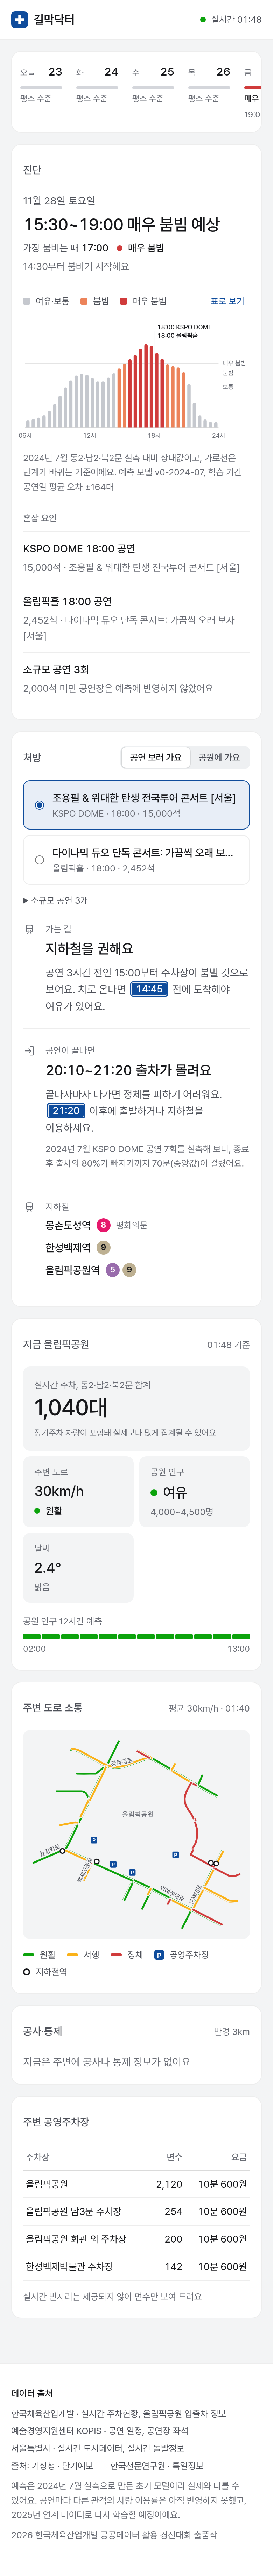 길막닥터
실시간 01:48
오늘 23
평소 수준
화 24
평소 수준
수 25
평소 수준
목 26
평소 수준
금
매우
19:0
진단
11월 28일 토요일
15:30~19:00 매우 붐빔 예상
가장 붐비는 때 17:00 매우 붐빔
14:30부터 붐비기 시작해요
여유·보통 붐빔 매우 붐빔 표로 보기
18:00 KSPO DOME
18:00 올림픽홀
매우 붐빔
붐빔
보통
06시 12시 18시 24시
2024년 7월 동2·남2·북2문 실측 대비 상대값이고, 가로선은
단계가 바뀌는 기준이에요. 예측 모델 v0-2024-07, 학습 기간
공연일 평균 오차 ±164대
혼잡 요인
KSPO DOME 18:00 공연
15,000석 · 조용필 & 위대한 탄생 전국투어 콘서트 [서울]
올림픽홀 18:00 공연
2,452석 · 다이나믹 듀오 단독 콘서트: 가끔씩 오래 보자
[서울]
소규모 공연 3회
2,000석 미만 공연장은 예측에 반영하지 않았어요
처방
공연 보러 가요 공원에 가요
조용필 & 위대한 탄생 전국투어 콘서트 [서울]
KSPO DOME · 18:00 · 15,000석
다이나믹 듀오 단독 콘서트: 가끔씩 오래 보...
올림픽홀 · 18:00 · 2,452석
▶ 소규모 공연 3개
가는 길
지하철을 권해요
공연 3시간 전인 15:00부터 주차장이 붐빌 것으로
보여요. 차로 온다면 14:45 전에 도착해야
여유가 있어요.
공연이 끝나면
20:10~21:20 출차가 몰려요
끝나자마자 나가면 정체를 피하기 어려워요.
21:20 이후에 출발하거나 지하철을
이용하세요.
2024년 7월 KSPO DOME 공연 7회를 실측해 보니, 종료
후 출차의 80%가 빠지기까지 70분(중앙값)이 걸렸어요.
지하철
몽촌토성역 8 평화의문
한성백제역 9
올림픽공원역 5 9
지금 올림픽공원 01:48 기준
실시간 주차, 동2·남2·북2문 합계
1,040대
장기주차 차량이 포함돼 실제보다 많게 집계될 수 있어요
주변 도로
30km/h
원활
공원 인구
여유
4,000~4,500명
날씨
2.4°
맑음
공원 인구 12시간 예측
02:00 13:00
주변 도로 소통 평균 30km/h · 01:40
강동대로
올림픽공원
올림픽로
백제고분로
위례성대로
양재대로
P
P
P
P
P
원활 서행 정체 P 공영주차장
지하철역
공사·통제 반경 3km
지금은 주변에 공사나 통제 정보가 없어요
주변 공영주차장
주차장 면수 요금
올림픽공원 2,120 10분 600원
올림픽공원 남3문 주차장 254 10분 600원
올림픽공원 회관 외 주차장 200 10분 600원
한성백제박물관 주차장 142 10분 600원
실시간 빈자리는 제공되지 않아 면수만 보여 드려요
데이터 출처
한국체육산업개발 · 실시간 주차현황, 올림픽공원 입출차 정보
예술경영지원센터 KOPIS · 공연 일정, 공연장 좌석
서울특별시 · 실시간 도시데이터, 실시간 돌발정보
출처: 기상청 · 단기예보 한국천문연구원 · 특일정보
예측은 2024년 7월 실측으로 만든 초기 모델이라 실제와 다를 수
있어요. 공연마다 다른 관객의 차량 이용률은 아직 반영하지 못했고,
2025년 연계 데이터로 다시 학습할 예정이에요.
2026 한국체육산업개발 공공데이터 활용 경진대회 출품작